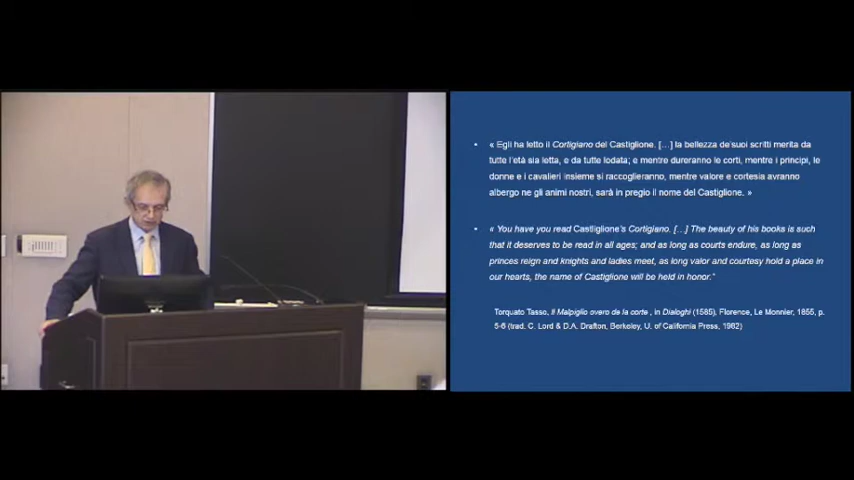 « Egli ha letto il Cortigiano del Castiglione. […] la bellezza de'suoi scritti merita da
tutte l'età sia letta, e da tutte lodata; e mentre dureranno le corti, mentre i principi, le
donne e i cavalieri insieme si raccoglieranno, mentre valore e cortesia avranno
albergo ne gli animi nostri, sarà in pregio il nome del Castiglione. »
« You have you read Castiglione's Cortigiano. […] The beauty of his books is such
that it deserves to be read in all ages; and as long as courts endure, as long as
princes reign and knights and ladies meet, as long valor and courtesy hold a place in
our hearts, the name of Castiglione will be held in honor."
Torquato Tasso, Il Malpiglio overo de la corte , in Dialoghi (1585), Florence, Le Monnier, 1855, p.
5-6 (trad. C. Lord & D.A. Drafton, Berkeley, U. of California Press, 1982)